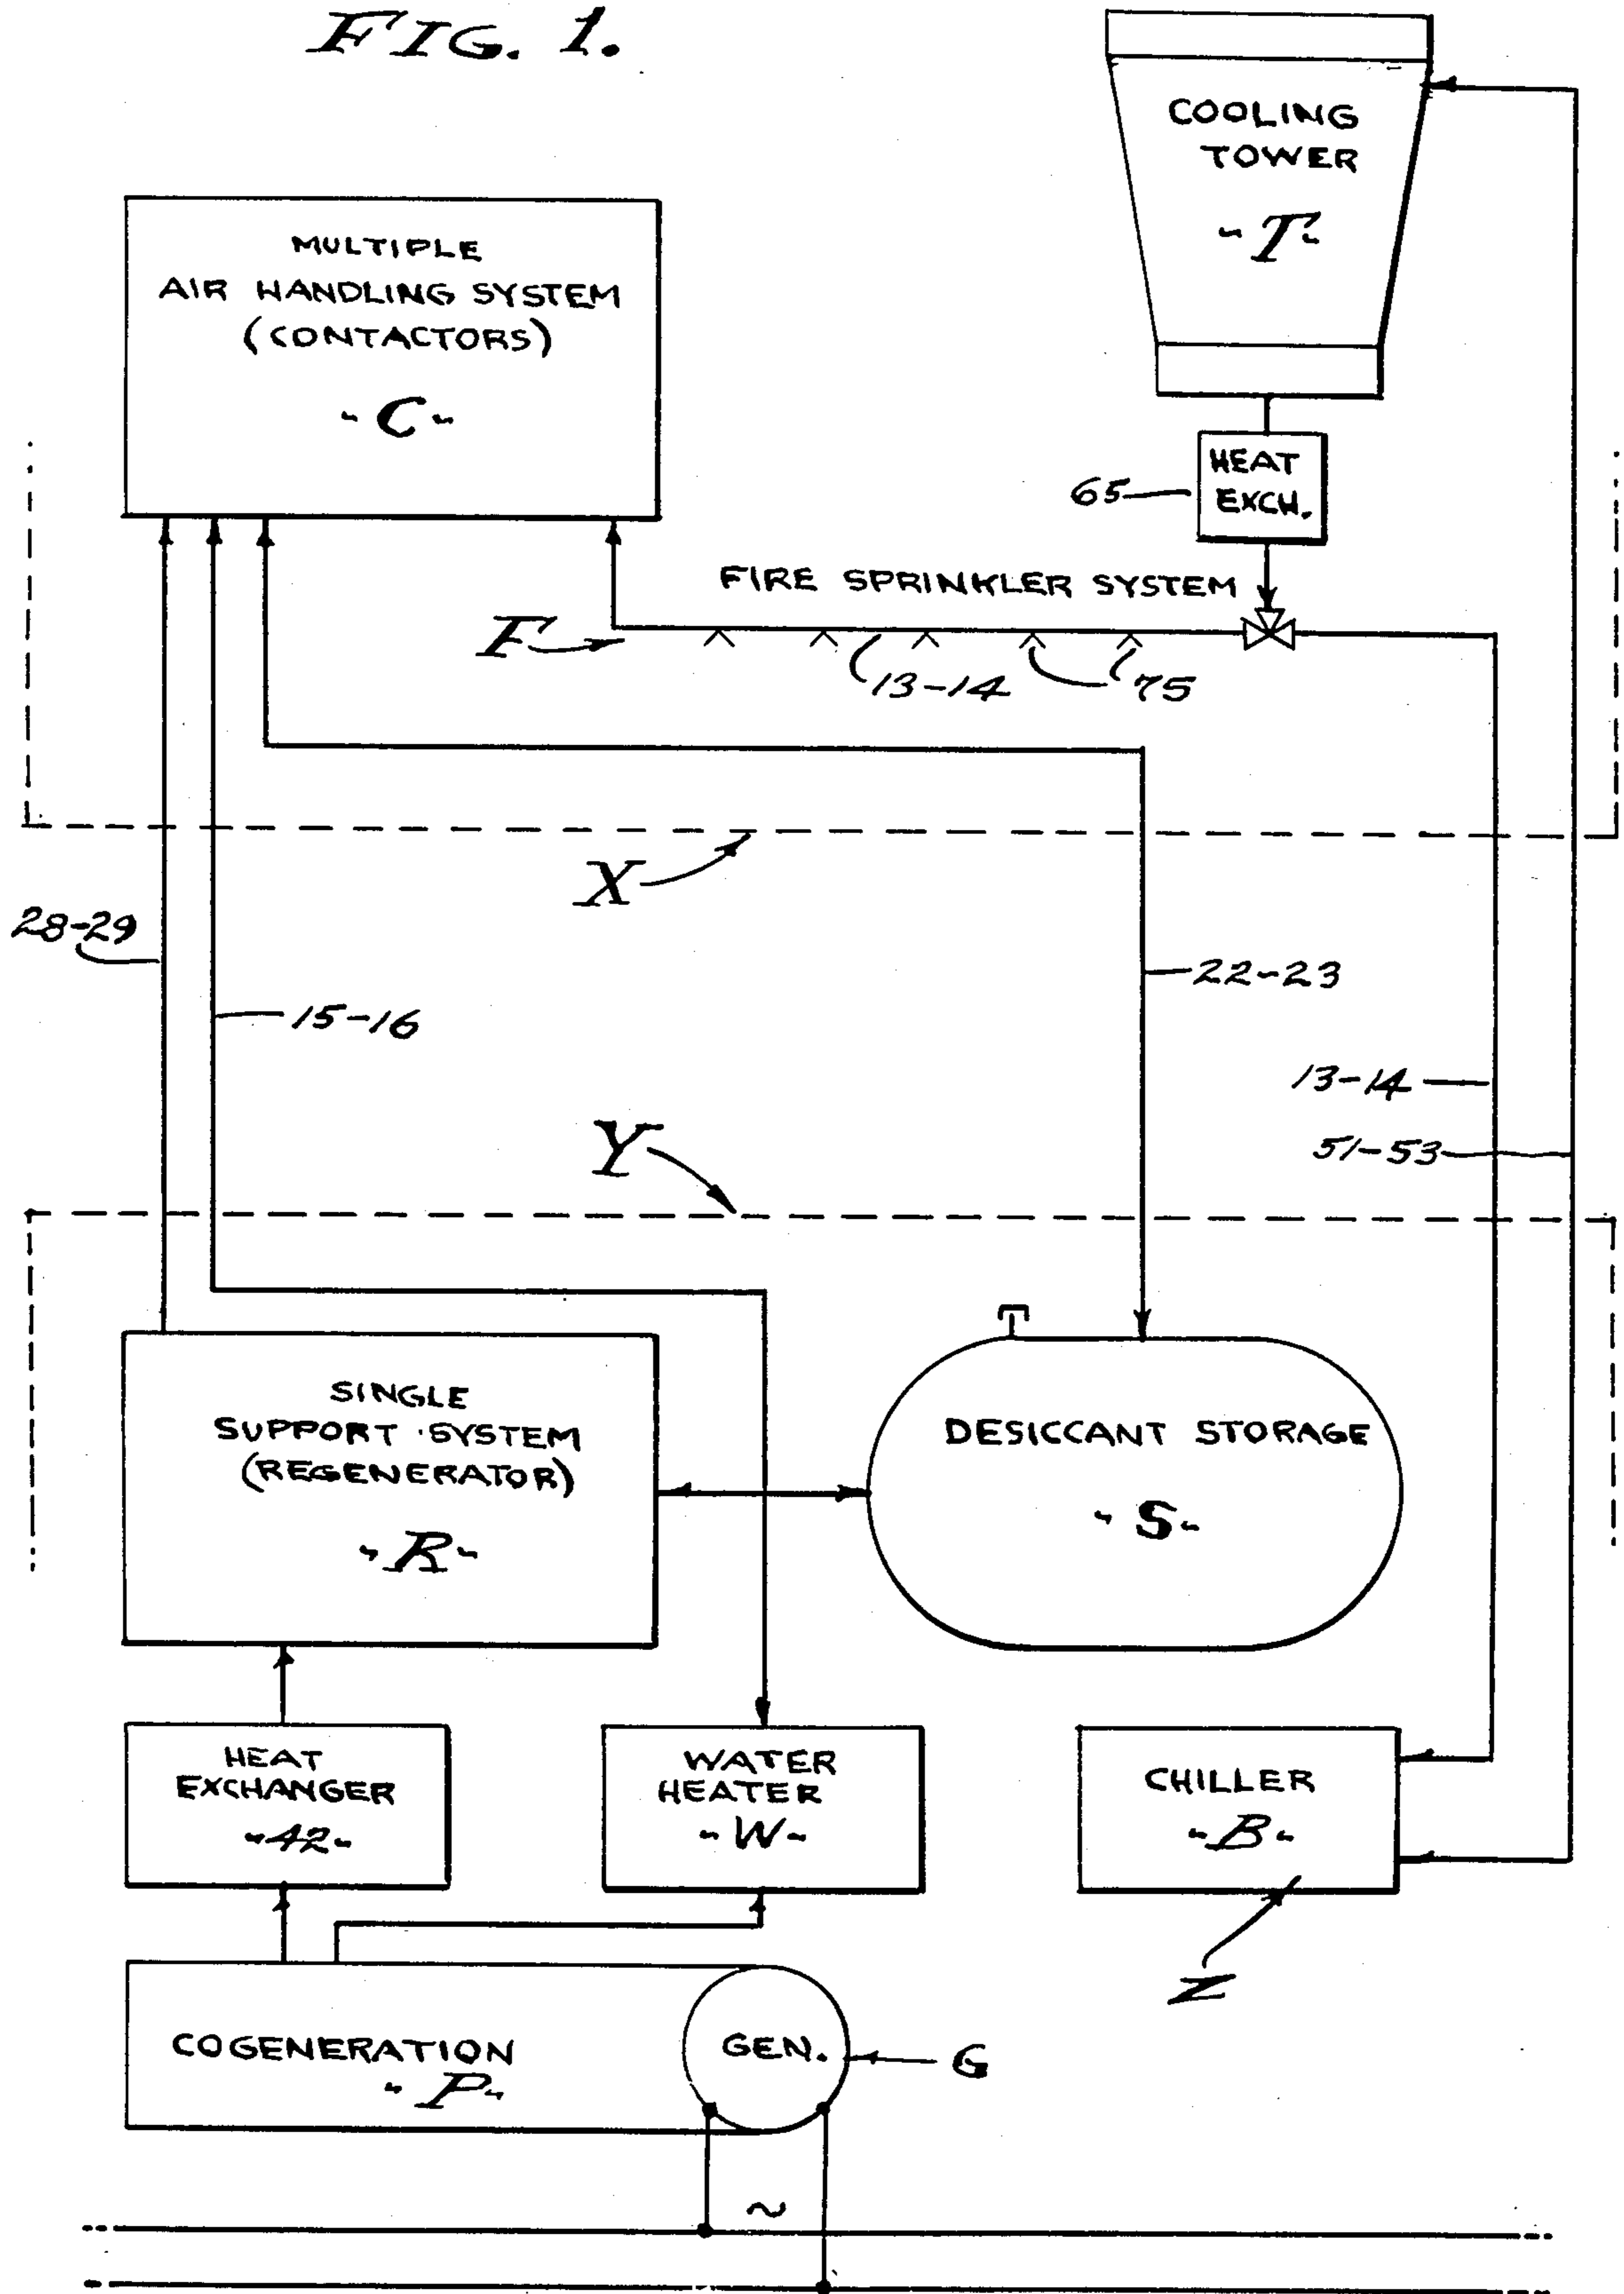 FIG. 1.
COOLING
TOWER
-T-
MULTIPLE
AIR HANDLING SYSTEM
(CONTACTORS)
-C-
HEAT
EXCH.
65
FIRE SPRINKLER SYSTEM
F
13-14
75
X
28-29
22-23
15-16
13-14
51-53
Y
SINGLE
SUPPORT SYSTEM
(REGENERATOR)
-R-
DESICCANT STORAGE
-S-
HEAT
EXCHANGER
-42-
WATER
HEATER
-W-
CHILLER
-B-
Z
COGENERATION
-P-
GEN.
G
~